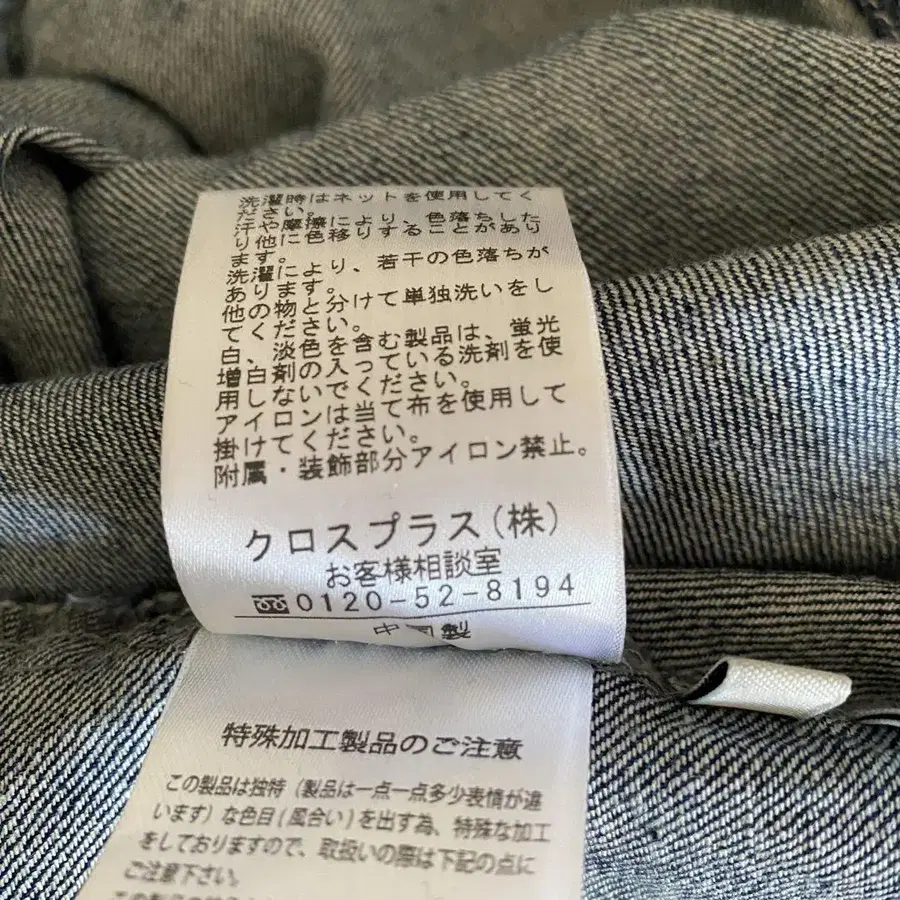 洗濯時はネットを使用してく
ださい。
汗や摩擦により、色落ちした
り他に色移りすることがあり
ます。
洗濯により、若干の色落ちが
あります。
他の物と分けて単独洗いをし
てください。
白、淡色を含む製品は、蛍光
増白剤の入っている洗剤を使
用しないでください。
アイロンは当て布を使用して
掛けてください。
附属・装飾部分アイロン禁止。
クロスプラス(株)
お客様相談室
0120-52-8194
中国製
特殊加工製品のご注意
この製品は独特（製品は一点一点多少表情が違
います）な色目(風合い)を出す為、特殊な加工
をしておりますので、取扱いの際は下記の点に
ご注意下さい。